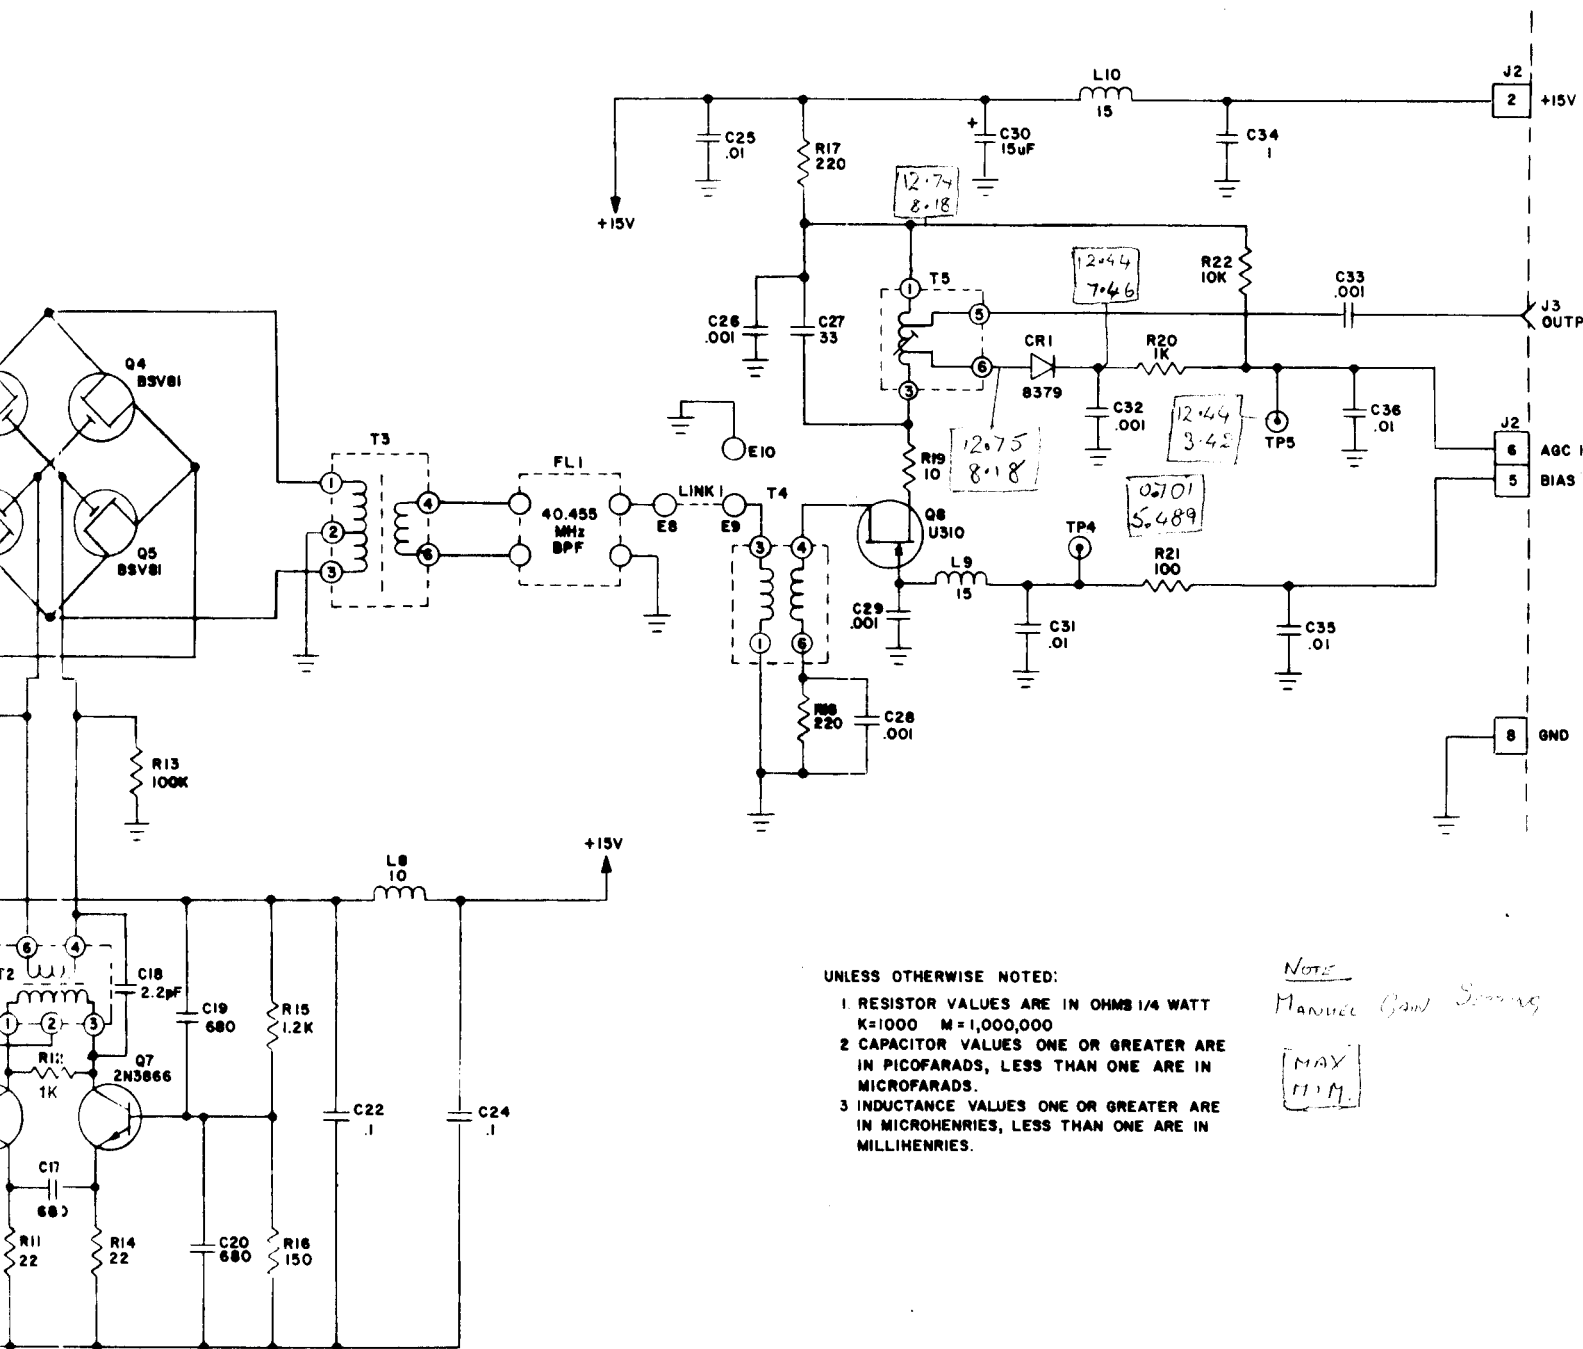 J2
L10
15
2
+15V
C25
.01
R17
220
+
C30
15uF
C34
1
12.74
8.18
+15V
12.44
7.46
R22
10K
C33
.001
T5
1
5
6
3
J3
OUTP
C26
.001
C27
33
CR1
8379
R20
1K
Q4
BSV81
C32
.001
12.44
3.42
TP5
C36
.01
J2
6
AGC I
5
BIAS
T3
E10
R19
10
12.75
8.18
FL1
1
2
3
4
6
40.455
MHz
BPF
LINK 1
E8
E9
T4
3
4
1
6
Q8
U310
0.701
5.489
TP4
Q5
BSV81
L9
15
R21
100
C29
.001
C31
.01
C35
.01
220
C28
.001
8
GND
R13
100K
+15V
L8
10
6
4
T2
C18
2.2pF
1
2
3
C19
680
R15
1.2K
1K
Q7
2N3866
C22
.1
C24
.1
C17
680
R11
22
R14
22
C20
680
R16
150
UNLESS OTHERWISE NOTED:
1. RESISTOR VALUES ARE IN OHMS 1/4 WATT
K=1000 M=1,000,000
2 CAPACITOR VALUES ONE OR GREATER ARE
IN PICOFARADS, LESS THAN ONE ARE IN
MICROFARADS.
3 INDUCTANCE VALUES ONE OR GREATER ARE
IN MICROHENRIES, LESS THAN ONE ARE IN
MILLIHENRIES.
NOTE
MANUEL GAIN
MAX
MIM.